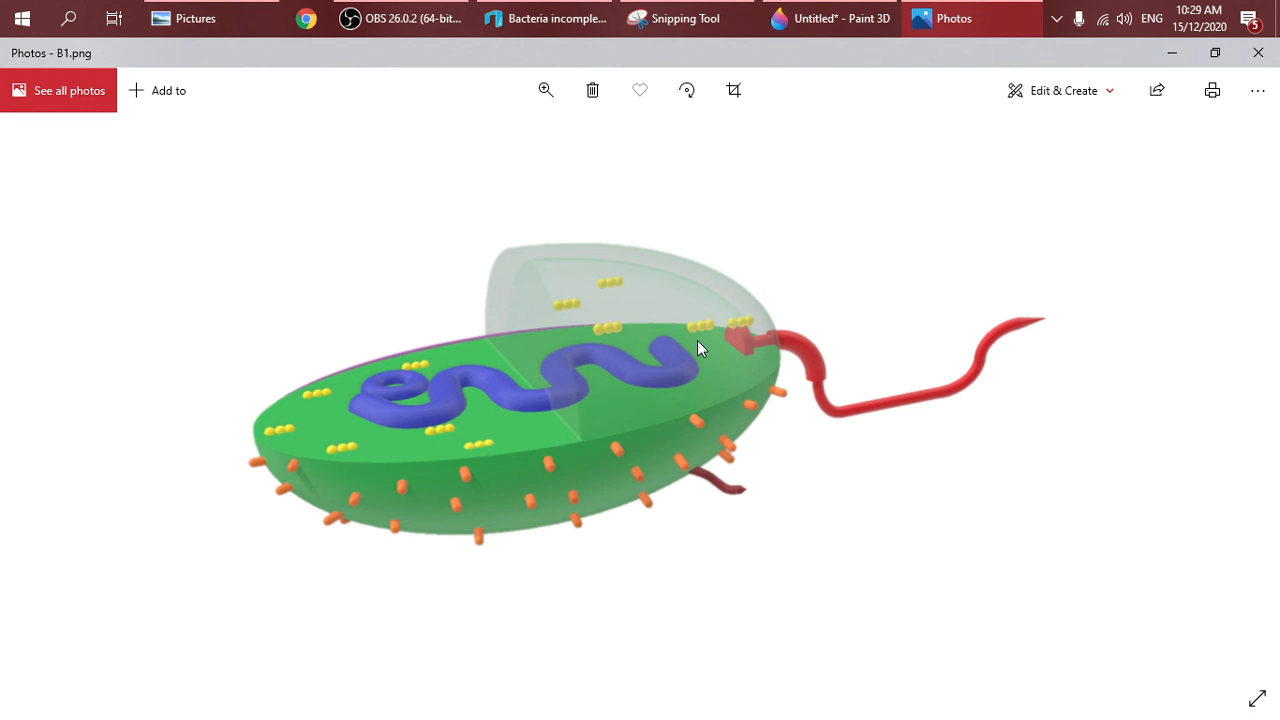 Pictures
OBS 26.0.2 (64-bit...
Bacteria incomple...
Snipping Tool
Untitled* - Paint 3D
Photos
ENG
10:29 AM
15/12/2020
5
Photos - B1.png
See all photos
Add to
Edit & Create